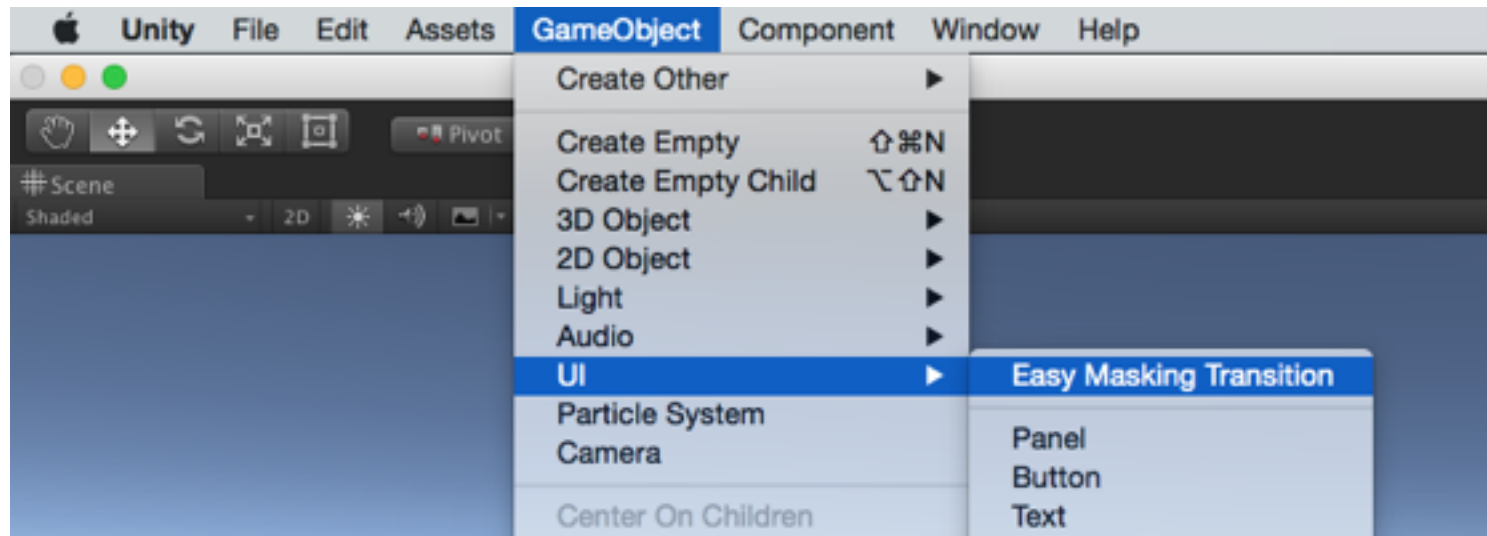 Unity File Edit Assets GameObject Component Window Help
Create Other
Pivot
Create Empty ⇧⌘N
Create Empty Child ⌥⇧N
# Scene
Shaded 2D
3D Object
2D Object
Light
Audio
UI
Easy Masking Transition
Particle System
Camera
Panel
Button
Center On Children
Text